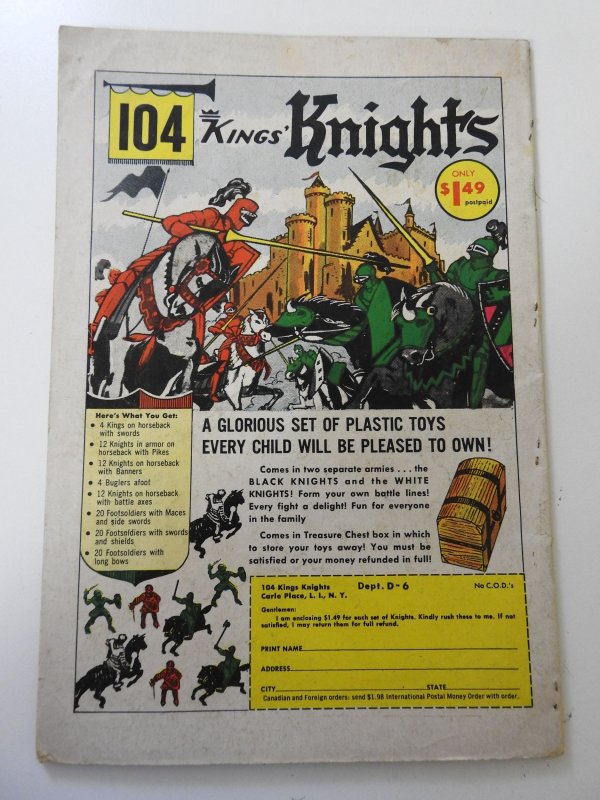 104 KINGS' Knights
ONLY
$1.49
postpaid
Here's What You Get:
• 4 Kings on horseback
with swords
• 12 Knights in armor on
horseback with Pikes
• 12 Knights on horseback
with Banners
• 4 Buglers afoot
• 12 Knights on horseback
with battle axes
• 20 Footsoldiers with Maces
and side swords
• 20 Footsoldiers with swords
and shields
• 20 Footsoldiers with
long bows
A GLORIOUS SET OF PLASTIC TOYS
EVERY CHILD WILL BE PLEASED TO OWN!
Comes in two separate armies . . . the
BLACK KNIGHTS and the WHITE
KNIGHTS! Form your own battle lines!
Every fight a delight! Fun for everyone
in the family
Comes in Treasure Chest box in which
to store your toys away! You must be
satisfied or your money refunded in full!
104 Kings Knights Dept. D-6 No C.O.D.'s
Carle Place, L. I., N. Y.
Gentlemen:
I am enclosing $1.49 for each set of Knights. Kindly rush these to me. If not
satisfied, I may return them for full refund.
PRINT NAME
ADDRESS
CITY STATE
Canadian and Foreign orders: send $1.98 International Postal Money Order with order.